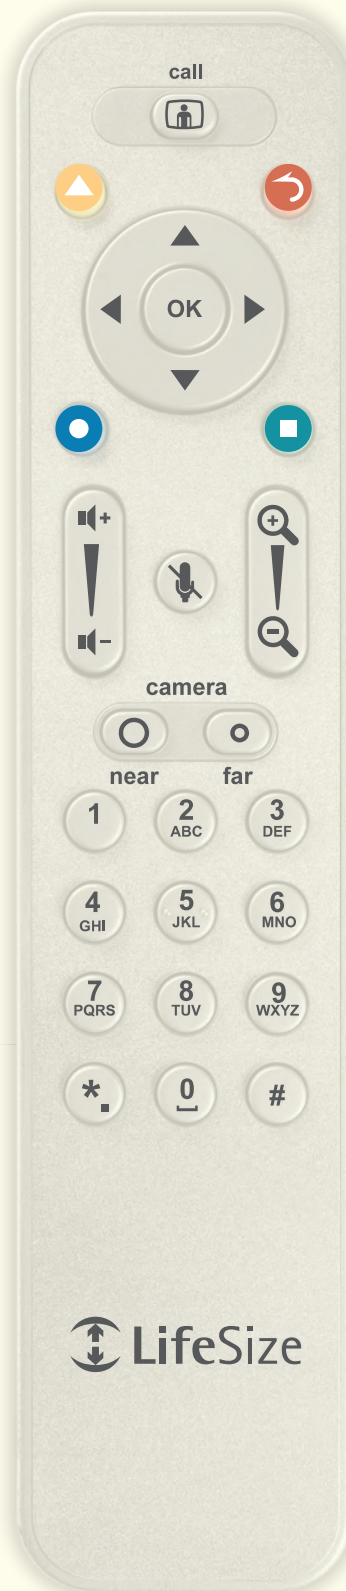 call
OK
+
-
camera
near far
1 2 3
ABC DEF
4 5 6
GHI JKL MNO
7 8 9
PQRS TUV WXYZ
*. 0 #
LifeSize